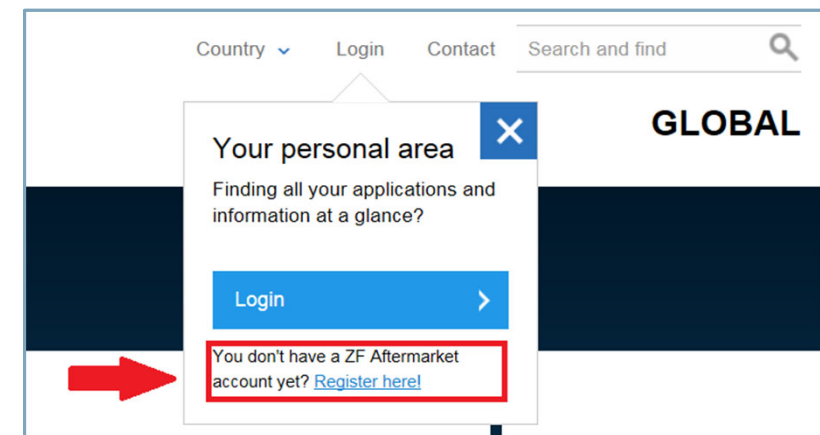 Country Login Contact Search and find
GLOBAL
Your personal area
Finding all your applications and
information at a glance?
Login
You don't have a ZF Aftermarket
account yet? Register here!